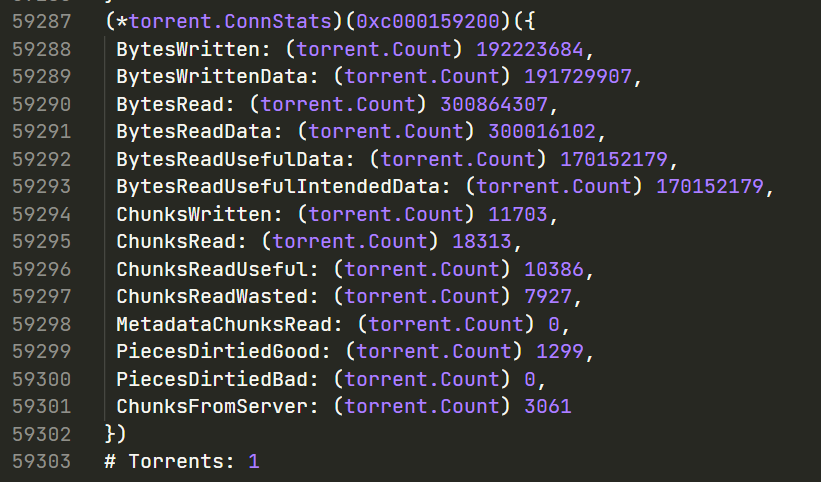 59287 (*torrent.ConnStats)(0xc000159200)({
59288 BytesWritten: (torrent.Count) 192223684,
59289 BytesWrittenData: (torrent.Count) 191729907,
59290 BytesRead: (torrent.Count) 300864307,
59291 BytesReadData: (torrent.Count) 300016102,
59292 BytesReadUsefulData: (torrent.Count) 170152179,
59293 BytesReadUsefulIntendedData: (torrent.Count) 170152179,
59294 ChunksWritten: (torrent.Count) 11703,
59295 ChunksRead: (torrent.Count) 18313,
59296 ChunksReadUseful: (torrent.Count) 10386,
59297 ChunksReadWasted: (torrent.Count) 7927,
59298 MetadataChunksRead: (torrent.Count) 0,
59299 PiecesDirtiedGood: (torrent.Count) 1299,
59300 PiecesDirtiedBad: (torrent.Count) 0,
59301 ChunksFromServer: (torrent.Count) 3061
59302 })
59303 # Torrents: 1